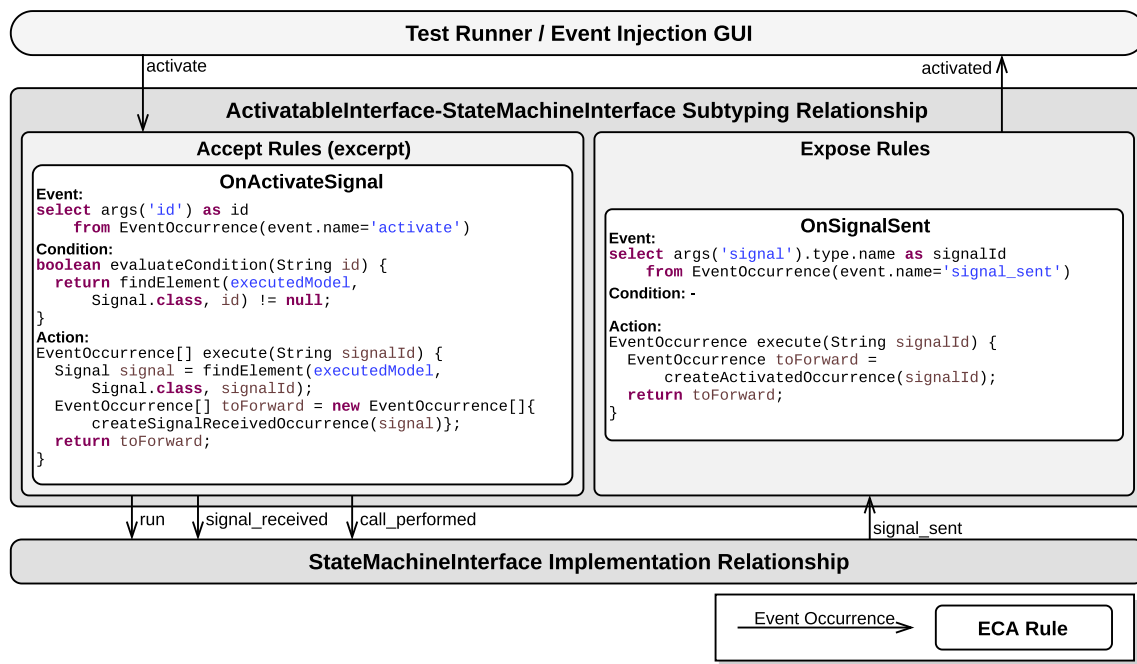 Test Runner / Event Injection GUI
activate
activated
ActivatableInterface-StateMachineInterface Subtyping Relationship
Accept Rules (excerpt)
OnActivateSignal
Event:
select args('id') as id
from EventOccurrence(event.name='activate')
Condition:
boolean evaluateCondition(String id) {
return findElement(executedModel,
Signal.class, id) != null;
}
Action:
EventOccurrence[] execute(String signalId) {
Signal signal = findElement(executedModel,
Signal.class, signalId);
EventOccurrence[] toForward = new EventOccurrence[]{
createSignalReceivedOccurrence(signal)};
return toForward;
}
Expose Rules
OnSignalSent
Event:
select args('signal').type.name as signalId
from EventOccurrence(event.name='signal_sent')
Condition: -
Action:
EventOccurrence execute(String signalId) {
EventOccurrence toForward =
createActivatedOccurrence(signalId);
return toForward;
}
run
signal_received
call_performed
signal_sent
StateMachineInterface Implementation Relationship
Event Occurrence
ECA Rule